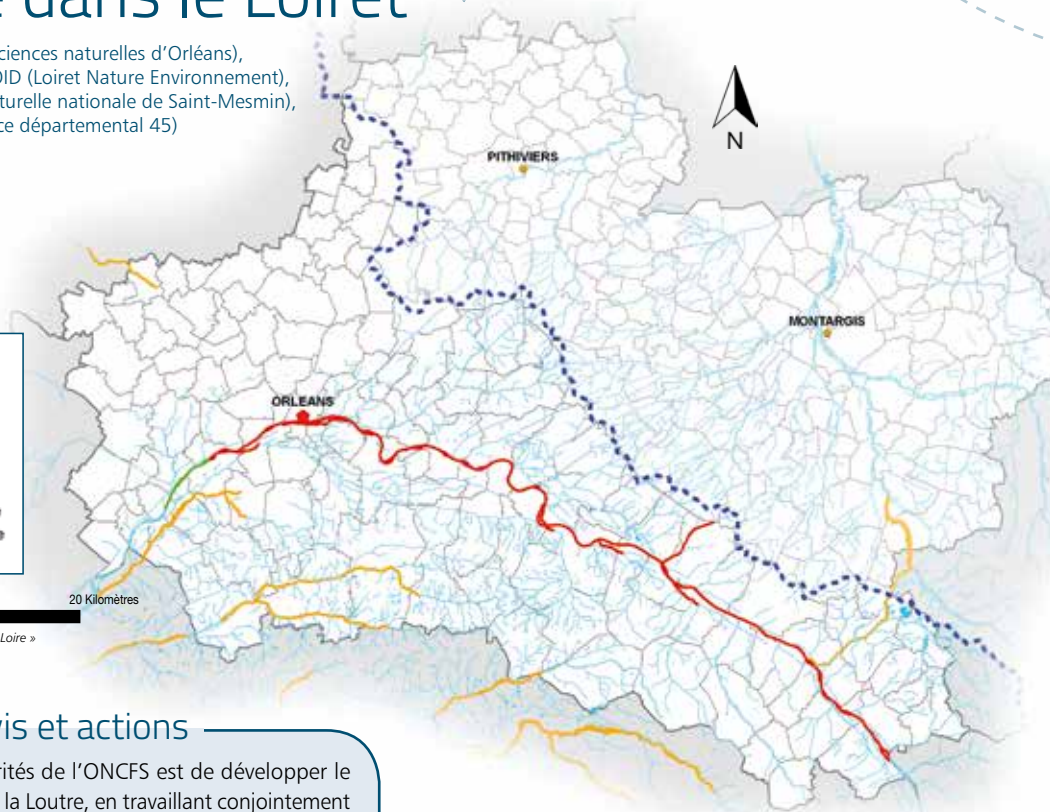 dans le Loiret
ciences naturelles d'Orléans),
OID (Loiret Nature Environnement),
turelle nationale de Saint-Mesmin),
ce départemental 45)
N
PITHIVIERS
MONTARGIS
ORLEANS
20 Kilomètres
Loire »
vis et actions
rités de l'ONCFS est de développer le
la Loutre, en travaillant conjointement